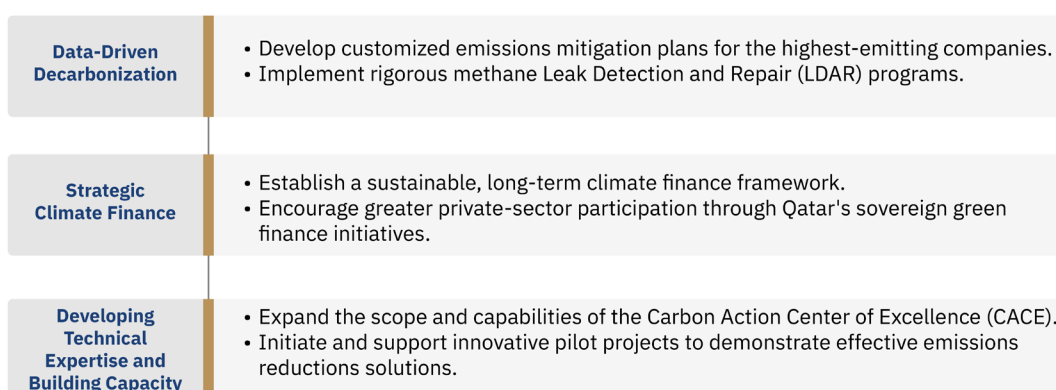 Data-Driven
Decarbonization
• Develop customized emissions mitigation plans for the highest-emitting companies.
• Implement rigorous methane Leak Detection and Repair (LDAR) programs.
Strategic
Climate Finance
• Establish a sustainable, long-term climate finance framework.
• Encourage greater private-sector participation through Qatar's sovereign green
finance initiatives.
Developing
Technical
Expertise and
Building Capacity
• Expand the scope and capabilities of the Carbon Action Center of Excellence (CACE).
• Initiate and support innovative pilot projects to demonstrate effective emissions
reductions solutions.